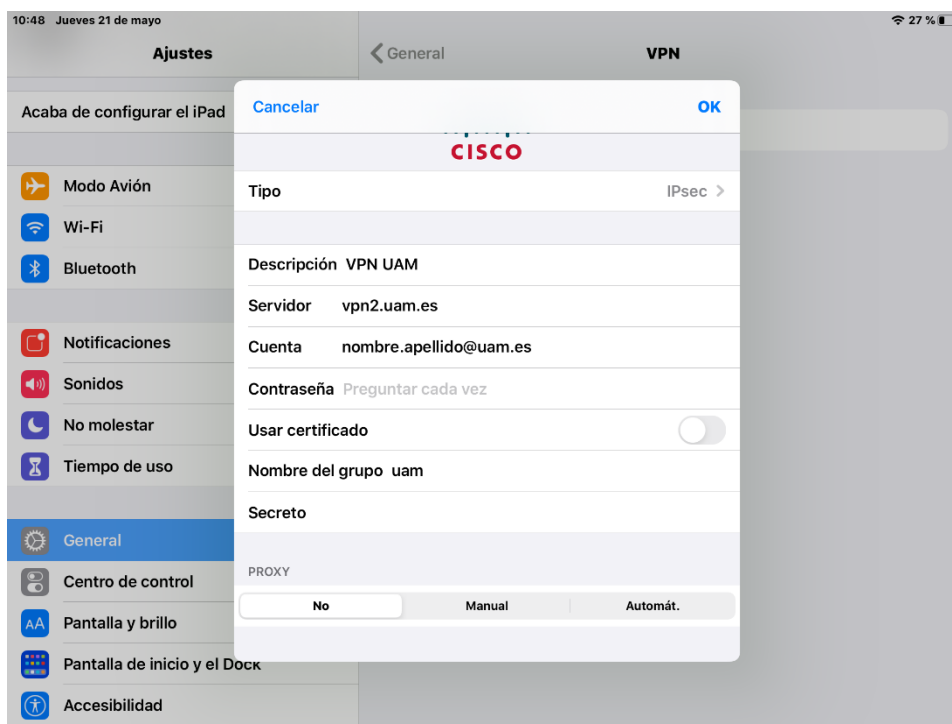 10:48 Jueves 21 de mayo
27 %
Ajustes
General
VPN
Acaba de configurar el iPad
Cancelar
OK
CISCO
Tipo
IPsec
Modo Avión
Wi-Fi
Bluetooth
Descripción VPN UAM
Servidor vpn2.uam.es
Cuenta nombre.apellido@uam.es
Contraseña Preguntar cada vez
Usar certificado
Nombre del grupo uam
Secreto
Notificaciones
Sonidos
No molestar
Tiempo de uso
PROXY
No
Manual
Automát.
General
Centro de control
AA
Pantalla y brillo
Pantalla de inicio y el Dock
Accesibilidad